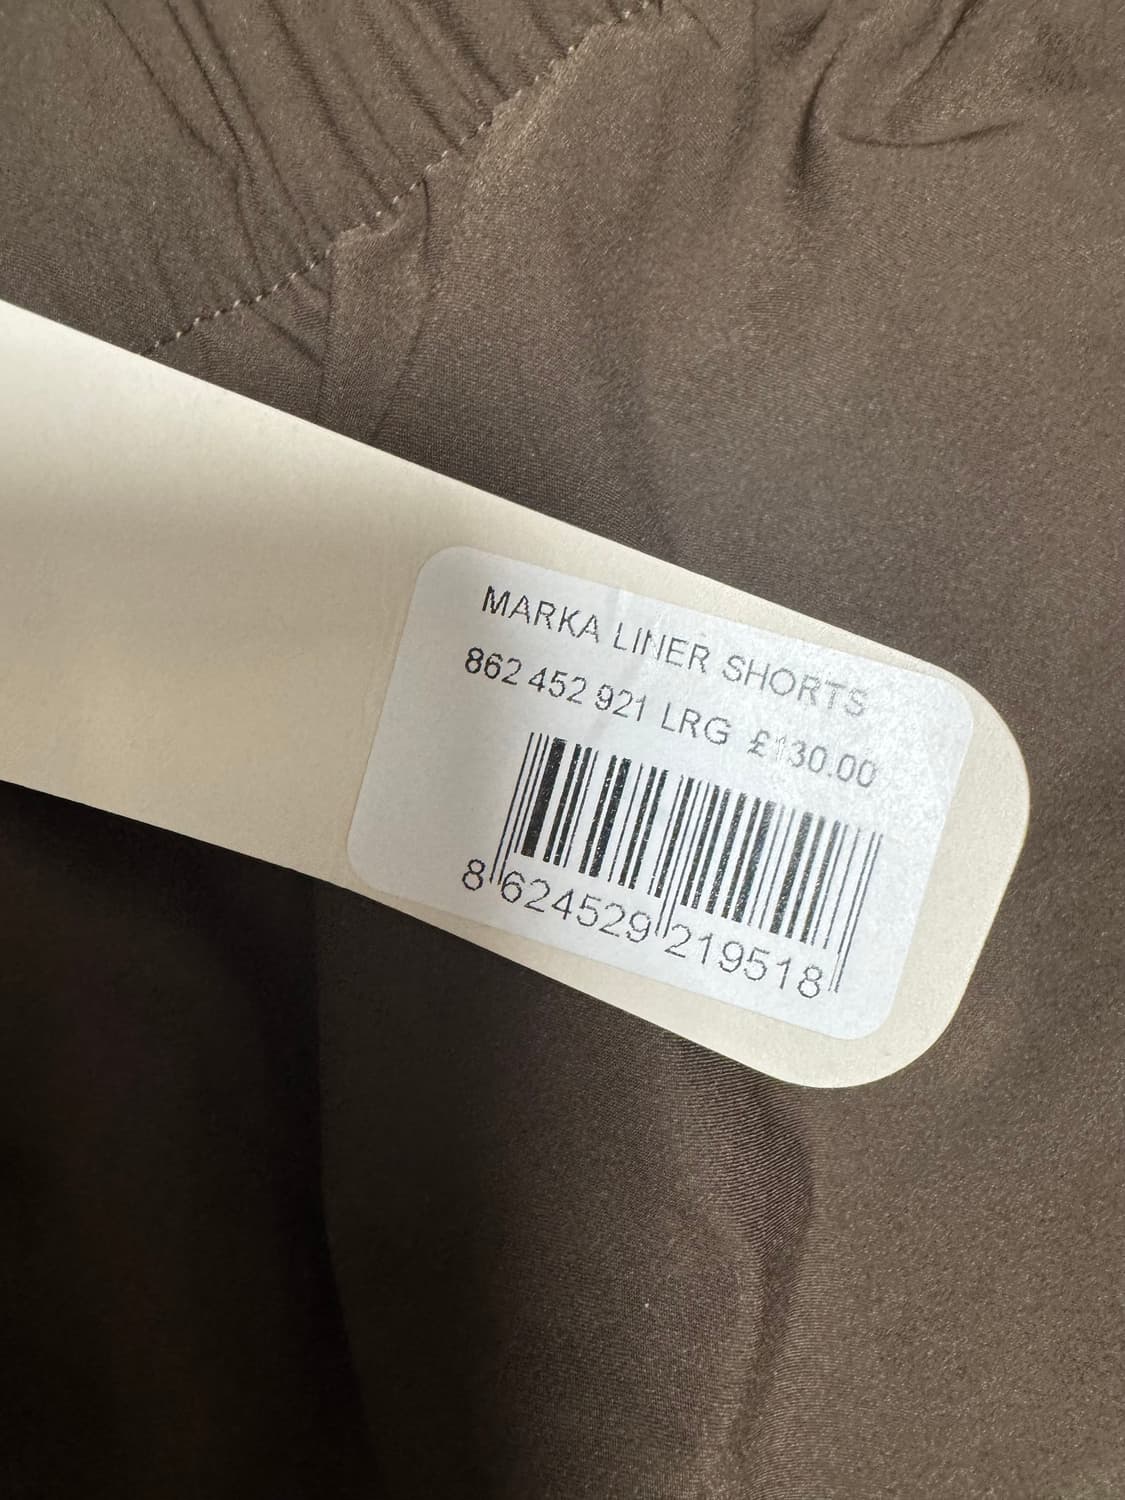 MARKA LINER SHORTS
862 452 921 LRG £130.00
8 624529 219518